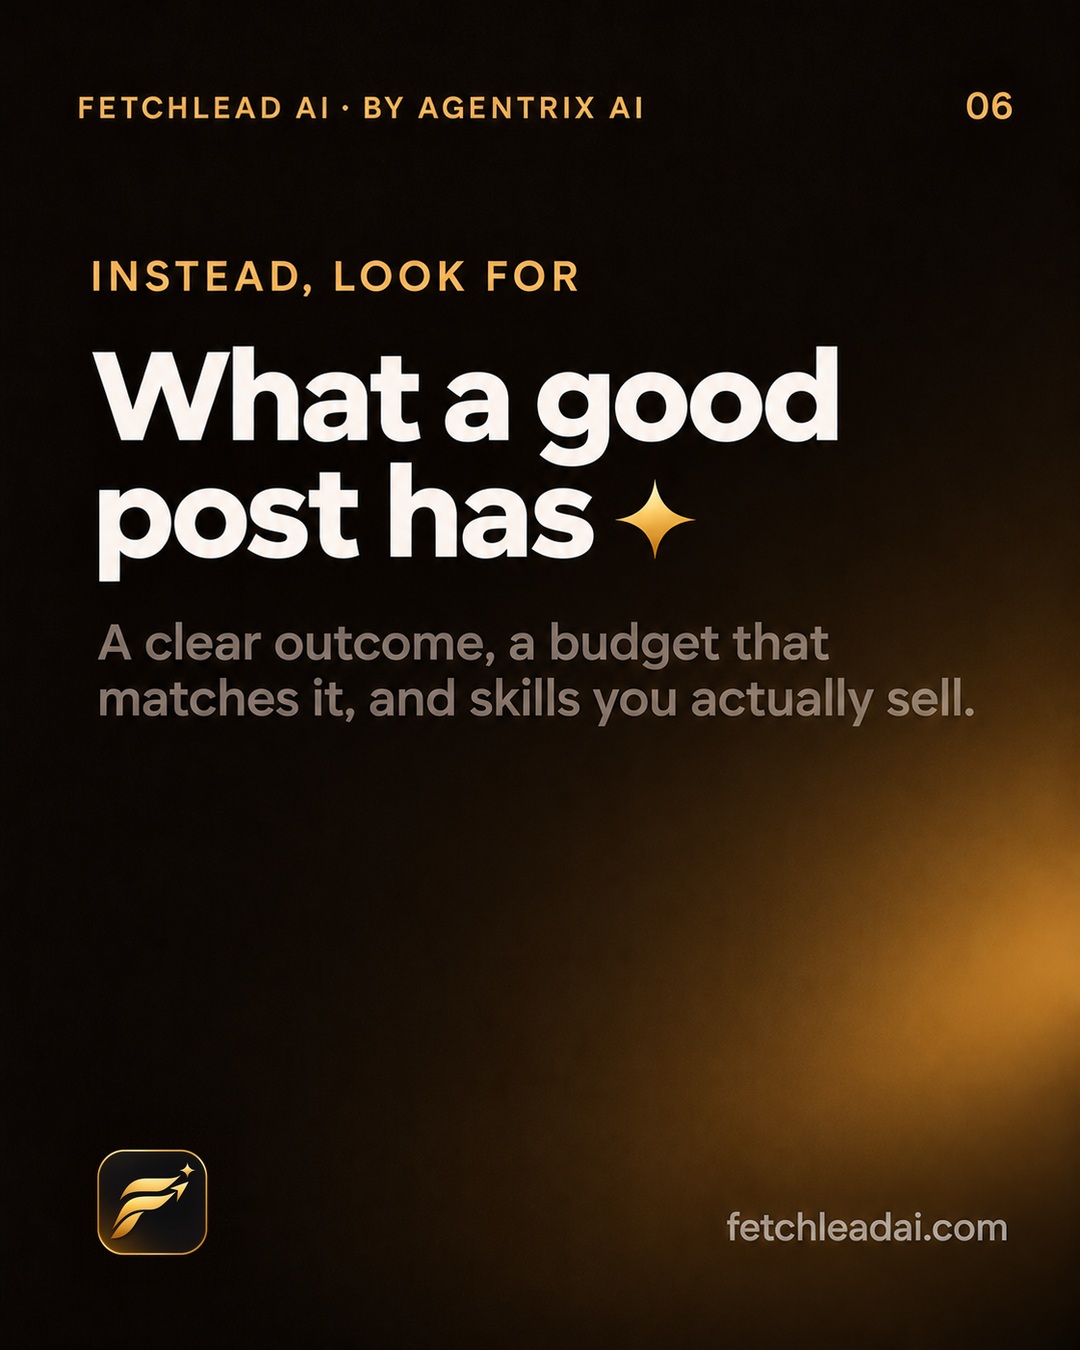 FETCHLEAD AI · BY AGENTRIX AI
06
INSTEAD, LOOK FOR
What a good
post has
A clear outcome, a budget that
matches it, and skills you actually sell.
fetchleadai.com